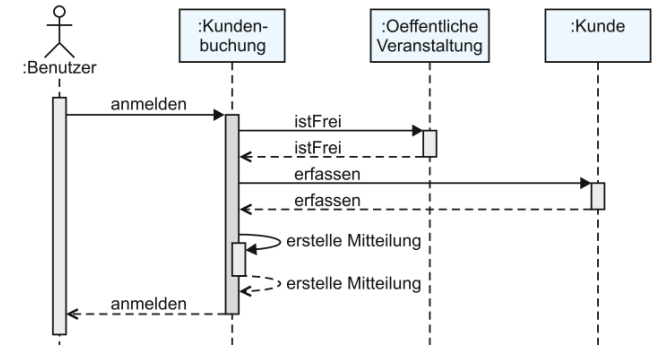 :Kunden-
buchung
:Oeffentliche
Veranstaltung
:Kunde
:Benutzer
anmelden
istFrei
istFrei
erfassen
erfassen
erstelle Mitteilung
erstelle Mitteilung
anmelden